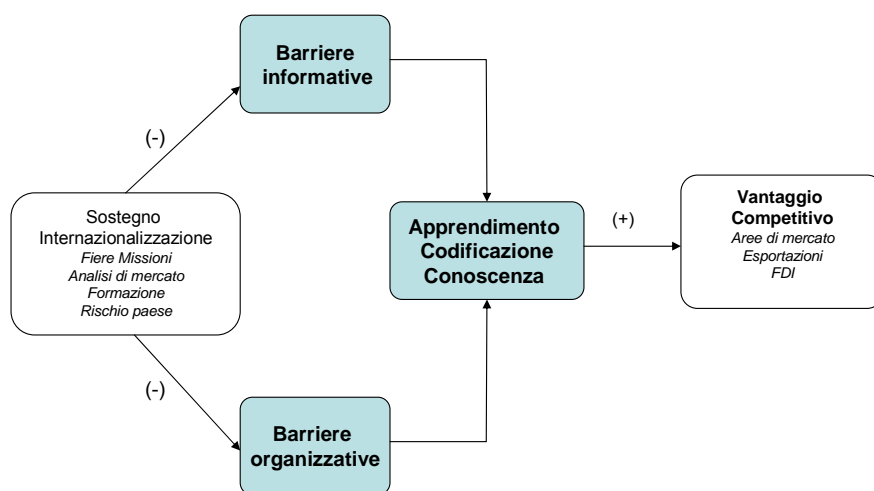 Barriere
informative
(-)
Sostegno
Internazionalizzazione
Fiere Missioni
Analisi di mercato
Formazione
Rischio paese
Apprendimento
Codificazione
Conoscenza
(+)
Vantaggio
Competitivo
Aree di mercato
Esportazioni
FDI
(-)
Barriere
organizzative